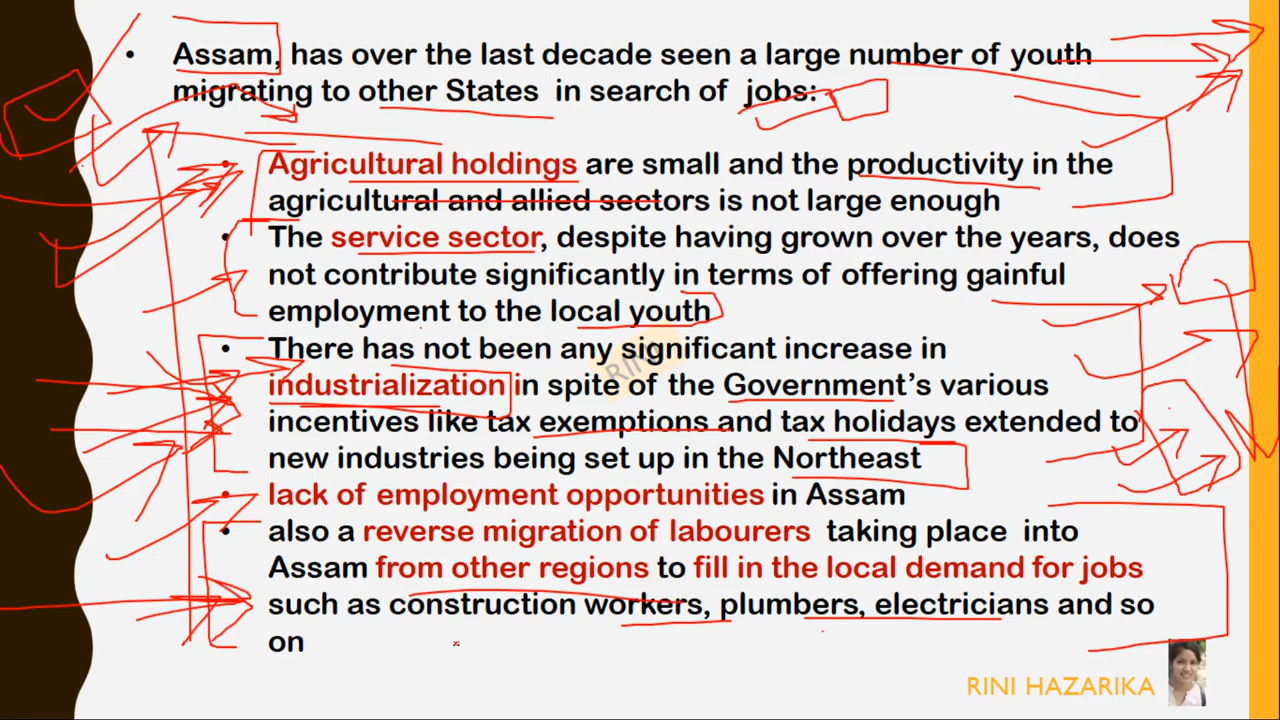 • Assam, has over the last decade seen a large number of youth
migrating to other States in search of jobs:
• Agricultural holdings are small and the productivity in the
agricultural and allied sectors is not large enough
• The service sector, despite having grown over the years, does
not contribute significantly in terms of offering gainful
employment to the local youth
• There has not been any significant increase in
industrialization in spite of the Government's various
incentives like tax exemptions and tax holidays extended to
new industries being set up in the Northeast
• lack of employment opportunities in Assam
• also a reverse migration of labourers taking place into
Assam from other regions to fill in the local demand for jobs
such as construction workers, plumbers, electricians and so
on
RINI
RINI HAZARIKA